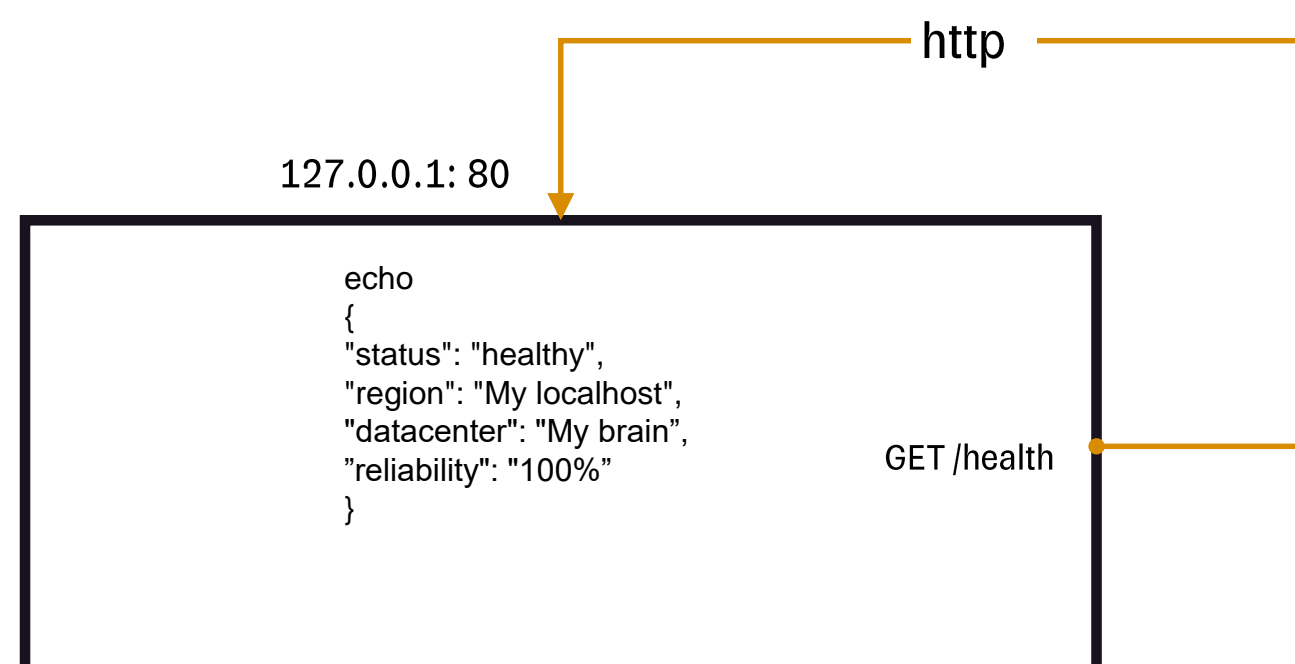 http
127.0.0.1: 80
echo
{
"status": "healthy",
"region": "My localhost",
"datacenter": "My brain”,
”reliability": "100%”
}
GET /health